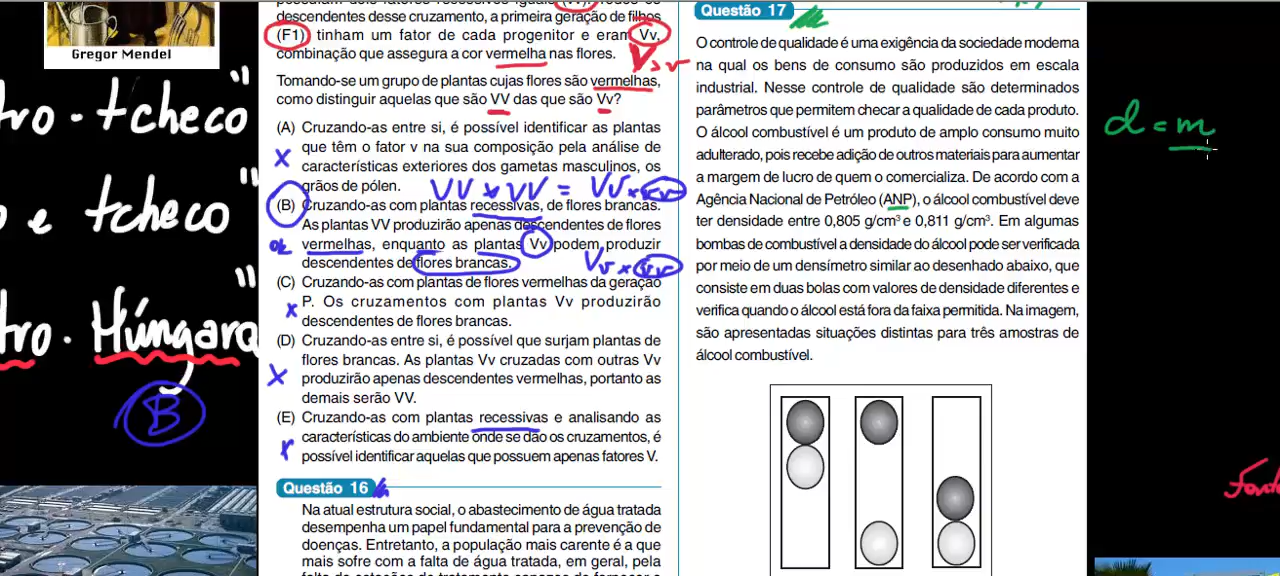 Gregor Mendel
tro - tcheco"
e tcheco"
tro. Húngara"
B
descendentes desse cruzamento, a primeira geração de filhos
(F1) tinham um fator de cada progenitor e eram Vv,
combinação que assegura a cor vermelha nas flores.
V>v
Tomando-se um grupo de plantas cujas flores são vermelhas,
como distinguir aquelas que são VV das que são Vv?
(A) Cruzando-as entre si, é possível identificar as plantas
que têm o fator v na sua composição pela análise de
características exteriores dos gametas masculinos, os
grãos de pólen.
(B) Cruzando-as com plantas recessivas, de flores brancas.
As plantas VV produzirão apenas descendentes de flores
vermelhas, enquanto as plantas Vv podem produzir
descendentes de flores brancas.
(C) Cruzando-as com plantas de flores vermelhas da geração
P. Os cruzamentos com plantas Vv produzirão
descendentes de flores brancas.
(D) Cruzando-as entre si, é possível que surjam plantas de
flores brancas. As plantas Vv cruzadas com outras Vv
produzirão apenas descendentes vermelhas, portanto as
demais serão VV.
(E) Cruzando-as com plantas recessivas e analisando as
características do ambiente onde se dão os cruzamentos, é
possível identificar aquelas que possuem apenas fatores V.
Questão 16
Na atual estrutura social, o abastecimento de água tratada
desempenha um papel fundamental para a prevenção de
doenças. Entretanto, a população mais carente é a que
mais sofre com a falta de água tratada, em geral, pela
Questão 17
O controle de qualidade é uma exigência da sociedade moderna
na qual os bens de consumo são produzidos em escala
industrial. Nesse controle de qualidade são determinados
parâmetros que permitem checar a qualidade de cada produto.
O álcool combustível é um produto de amplo consumo muito
adulterado, pois recebe adição de outros materiais para aumentar
a margem de lucro de quem o comercializa. De acordo com a
Agência Nacional de Petróleo (ANP), o álcool combustível deve
ter densidade entre 0,805 g/cm³ e 0,811 g/cm³. Em algumas
bombas de combustível a densidade do álcool pode ser verificada
por meio de um densímetro similar ao desenhado abaixo, que
consiste em duas bolas com valores de densidade diferentes e
verifica quando o álcool está fora da faixa permitida. Na imagem,
são apresentadas situações distintas para três amostras de
álcool combustível.
d = m